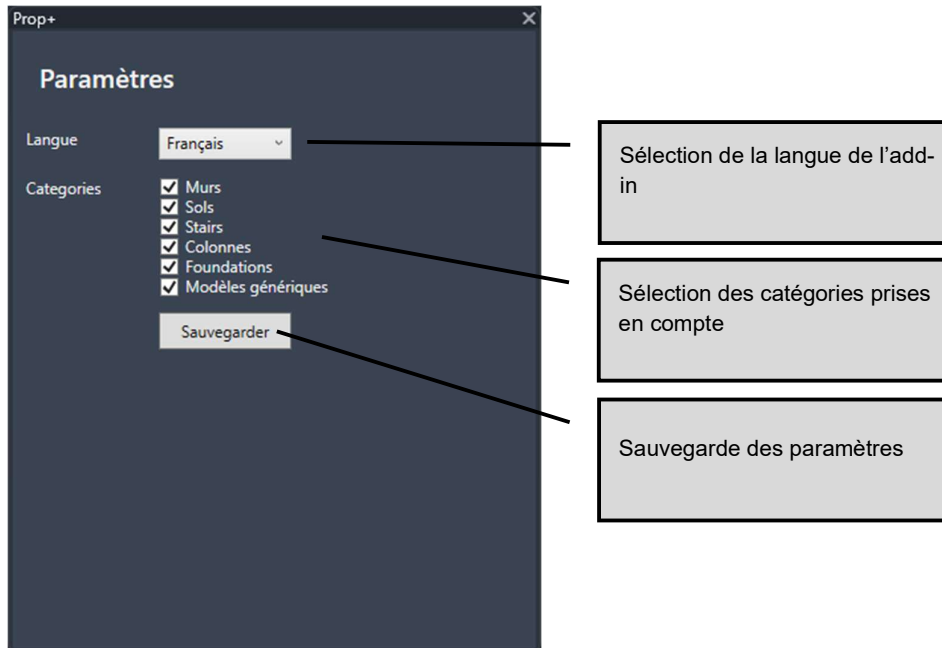 Prop+
Paramètres
Langue
Français
Categories
Murs
Sols
Stairs
Colonnes
Foundations
Modèles génériques
Sauvegarder
Sélection de la langue de l’add-
in
Sélection des catégories prises
en compte
Sauvegarde des paramètres